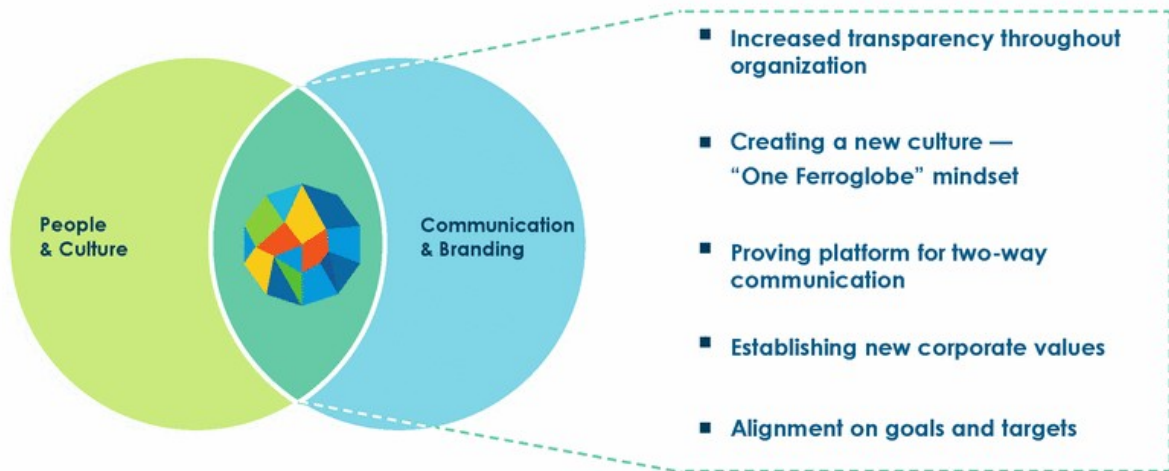 People
& Culture
Communication
& Branding
■ Increased transparency throughout
organization
■ Creating a new culture —
“One Ferroglobe” mindset
■ Proving platform for two-way
communication
■ Establishing new corporate values
■ Alignment on goals and targets